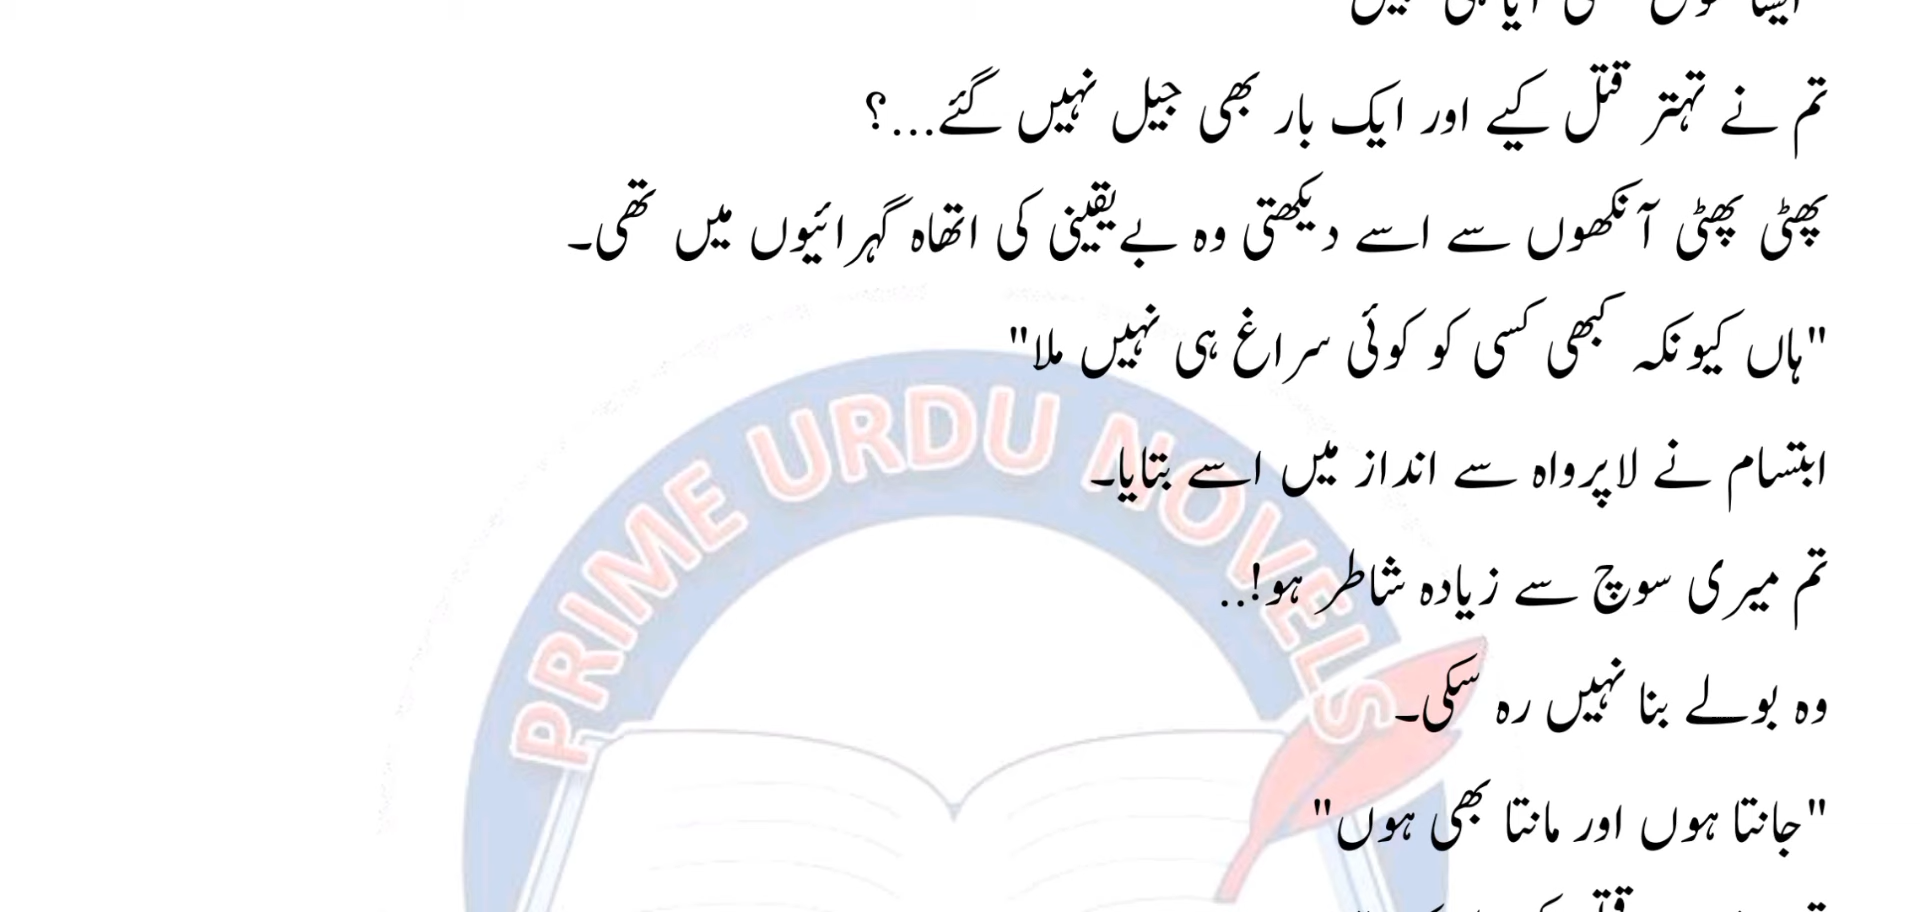 تم نے تہتر قتل کیے اور ایک بار بھی جیل نہیں گئے...؟
پھٹی پھٹی آنکھوں سے اسے دیکھتی وہ بے یقینی کی اتھاہ گہرائیوں میں تھی۔
"ہاں کیونکہ کبھی کسی کو کوئی سراغ ہی نہیں ملا"
PRIME URDU NOVELS
ابتسام نے لاپرواہ سے انداز میں اسے بتایا۔
تم میری سوچ سے زیادہ شاطر ہو!..
وہ بولے بنا نہیں رہ سکی۔
"جانتا ہوں اور مانتا بھی ہوں"